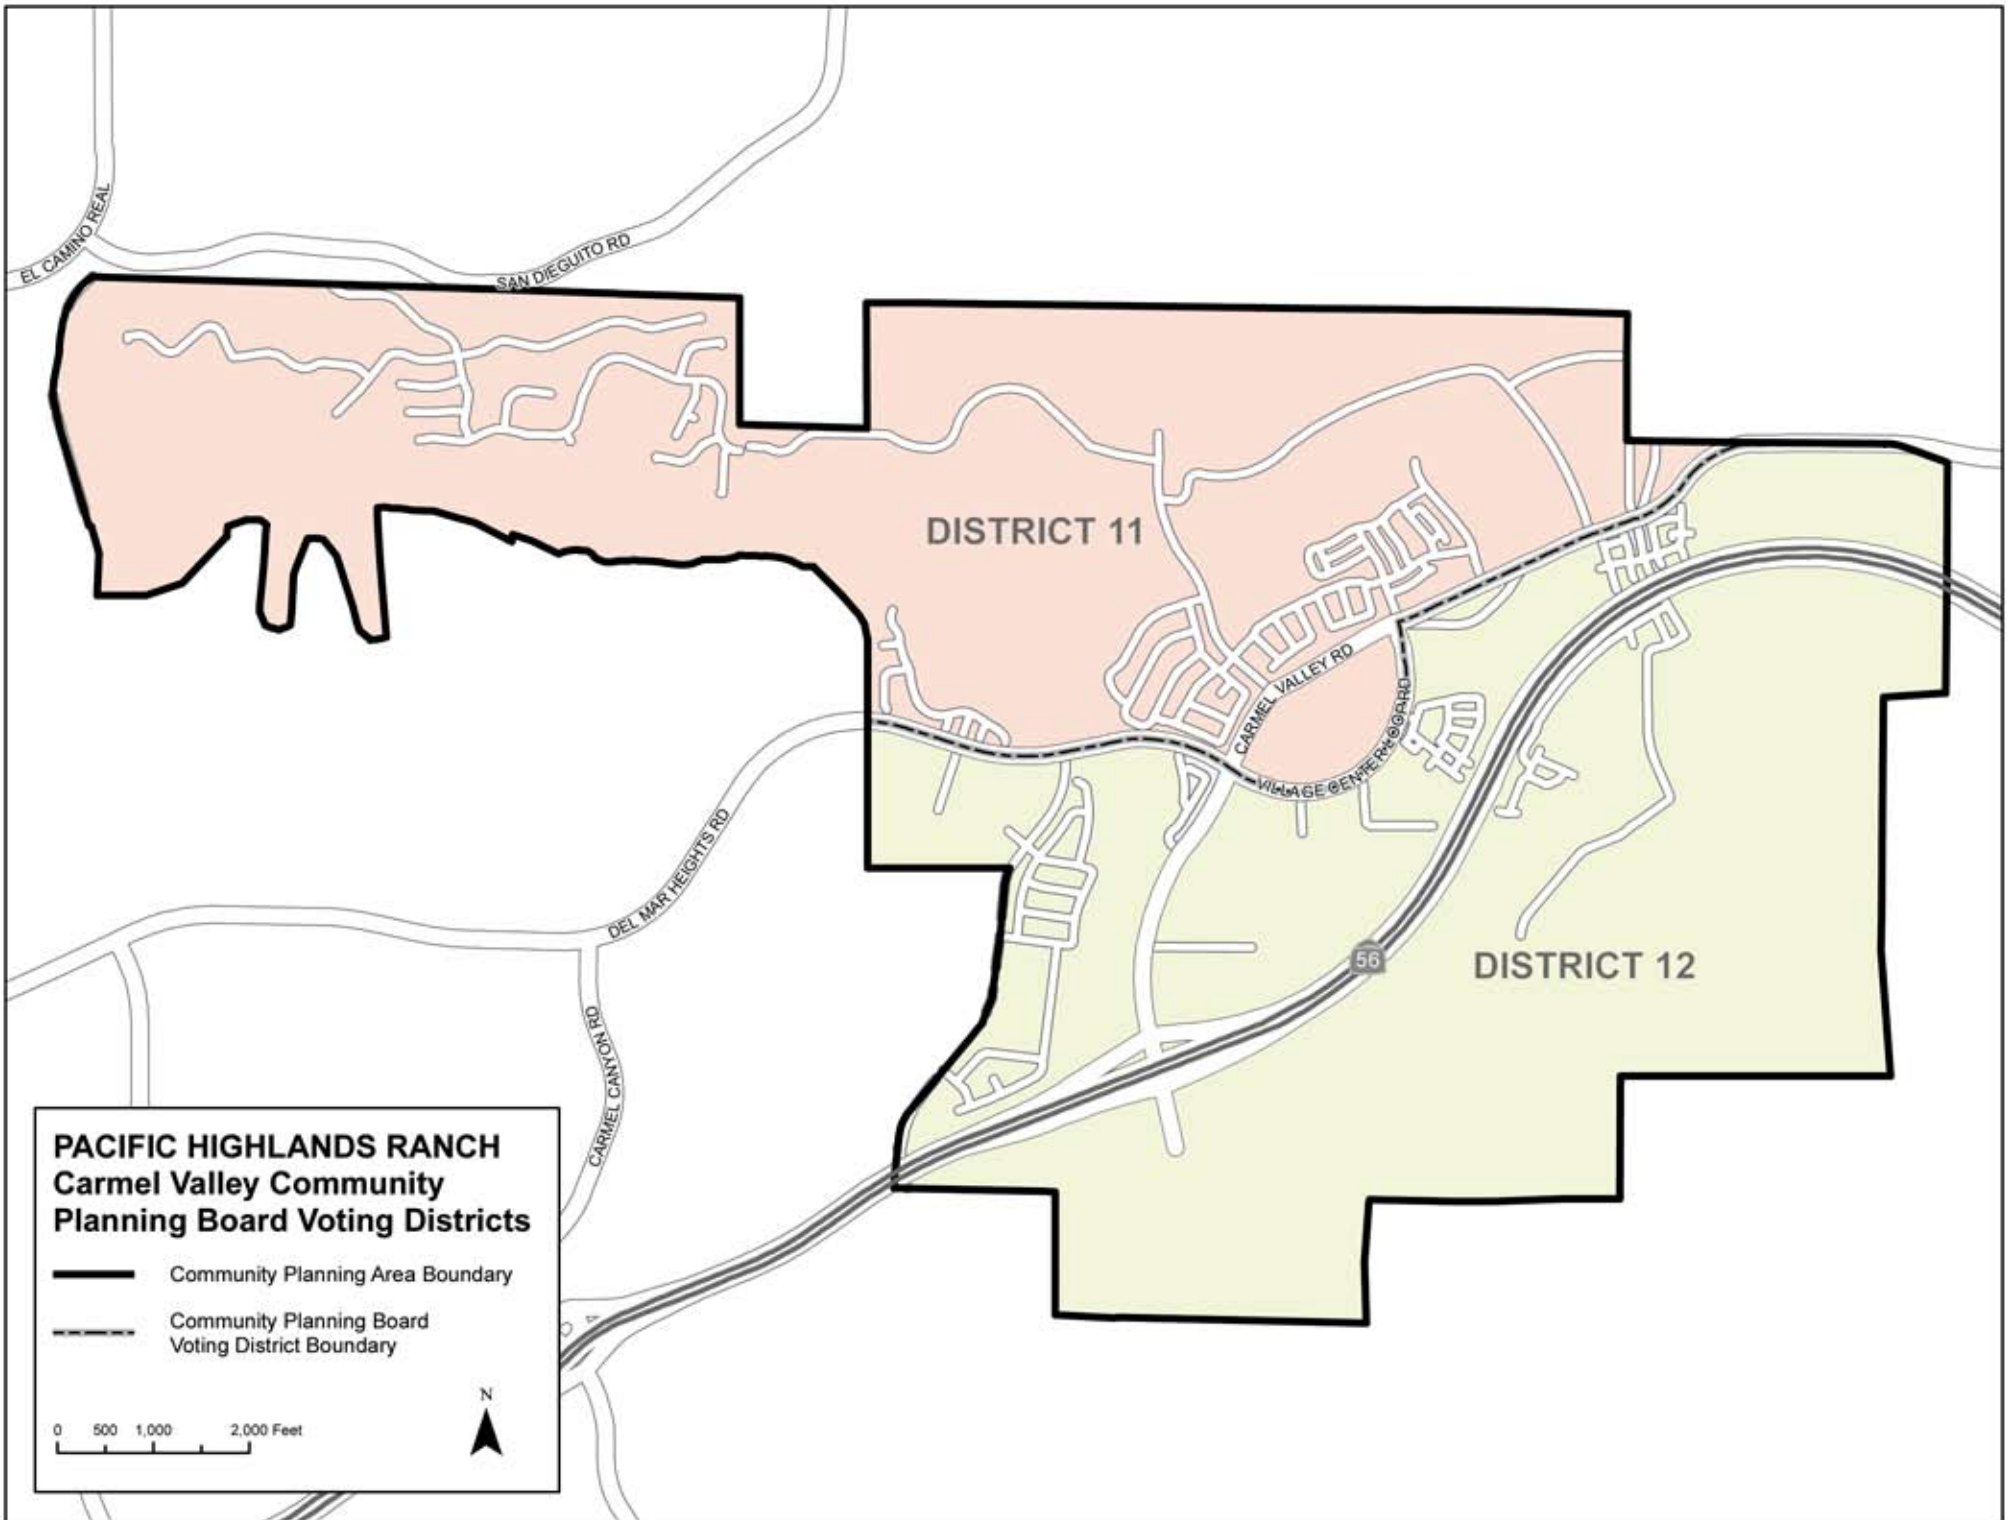 EL CAMINO REAL
SAN DIEGUITO RD
DISTRICT 11
CARMEL VALLEY RD
VILLAGE CENTER LOOP RD
DEL MAR HEIGHTS RD
56
DISTRICT 12
CARMEL CANYON RD
PACIFIC HIGHLANDS RANCH
Carmel Valley Community
Planning Board Voting Districts
Community Planning Area Boundary
Community Planning Board
Voting District Boundary
N
0 500 1,000 2,000 Feet